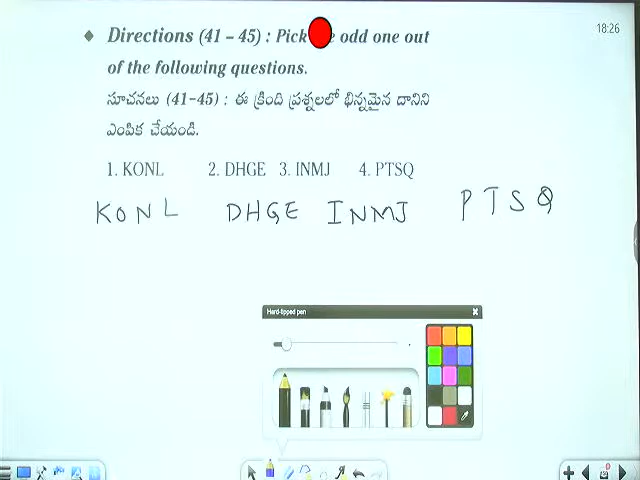 18:26
◆ Directions (41 – 45) : Pick odd one out
of the following questions.
సూచనలు (41-45) : ఈ క్రింది ప్రశ్నలలో భిన్నమైన దానిని
ఎంపిక చేయండి.
1. KONL 2. DHGE 3. INMJ 4. PTSQ
KONL DHGE INMJ PTSQ
Hard-tipped pen